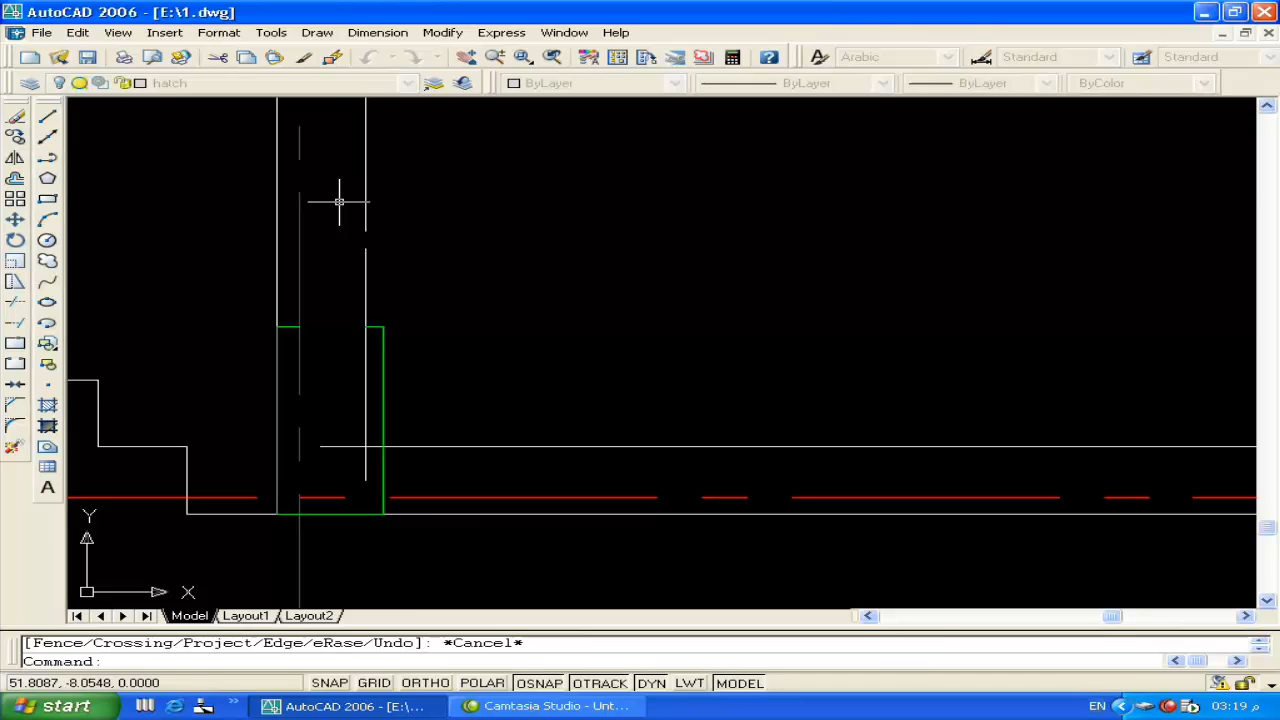 AutoCAD 2006 - [E:\1.dwg]
File Edit View Insert Format Tools Draw Dimension Modify Express Window Help
Arabic Standard Standard
hatch ByLayer ByLayer ByLayer ByColor
A
Y
X
Model Layout1 Layout2
[Fence/Crossing/Project/Edge/eRase/Undo]: *Cancel*
Command:
51.8087, -8.0548, 0.0000 SNAP GRID ORTHO POLAR OSNAP OTRACK DYN LWT MODEL
start AutoCAD 2006 - [E:\... Camtasia Studio - Unt... EN 03:19 م